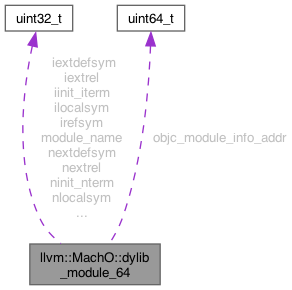 uint32_t
uint64_t
iextdefsym
iextrel
iinit_iterm
ilocalsym
irefsym
module_name
nextdefsym
nextrel
ninit_nterm
nlocalsym
...
objc_module_info_addr
llvm::MachO::dylib
_module_64